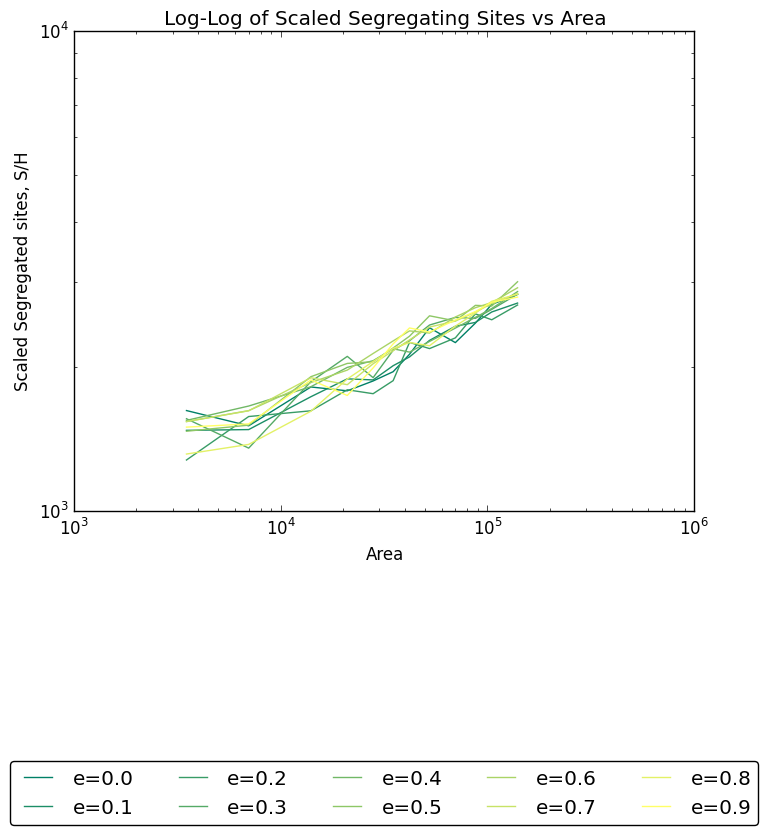 Log-Log of Scaled Segregating Sites vs Area
10^4
Scaled Segregated sites, S/H
10^3
10^3 10^4 10^5 10^6
Area
e=0.0 e=0.2 e=0.4 e=0.6 e=0.8
e=0.1 e=0.3 e=0.5 e=0.7 e=0.9